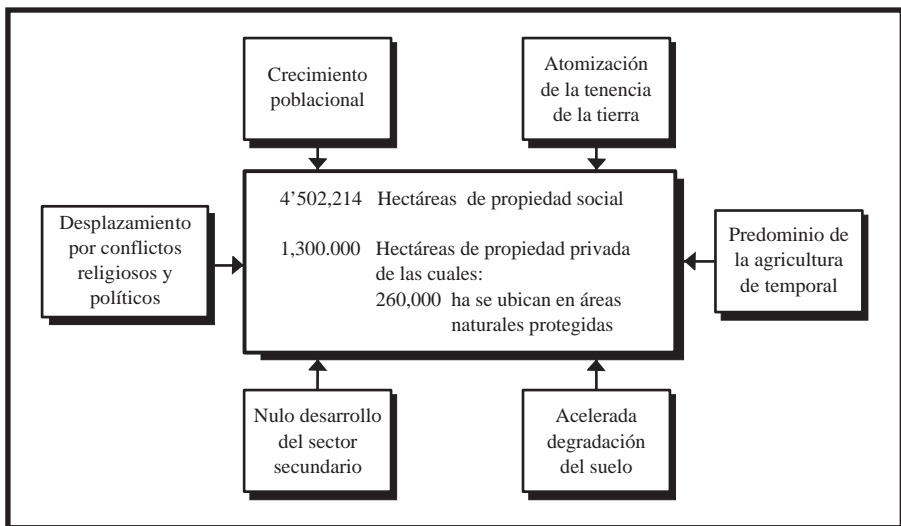 Crecimiento
poblacional
Atomización
de la tenencia
de la tierra
4’502,214 Hectáreas de propiedad social
1,300.000 Hectáreas de propiedad privada
de las cuales:
260,000 ha se ubican en áreas
naturales protegidas
Desplazamiento
por conflictos
religiosos y
políticos
Predominio de
la agricultura
de temporal
Nulo desarrollo
del sector
secundario
Acelerada
degradación
del suelo